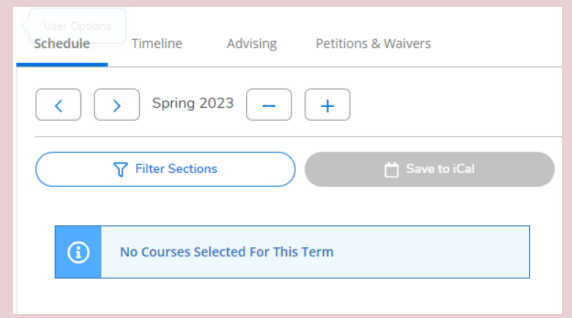 User Options
Schedule Timeline Advising Petitions & Waivers
Spring 2023
Filter Sections Save to iCal
No Courses Selected For This Term